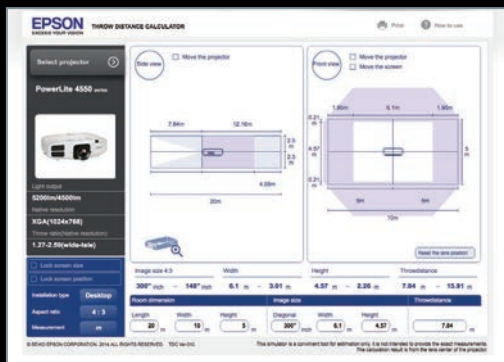 EPSON
EXCEED YOUR VISION
THROW DISTANCE CALCULATOR
Print
How to use
Select projector
PowerLite 4550 series
Light output
5200lm/4500lm
Native resolution
XGA(1024x768)
Throw ratio(Native resolution)
1.27-2.59(wide-tele)
Lock screen size
Lock screen position
Installation type
Desktop
Aspect ratio
4 : 3
Measurement
m
Side view
Move the projector
7.84m
12.16m
2.5
m
2.5
m
4.09m
20m
Front view
Move the projector
Move the screen
1.95m
6.1m
1.95m
0.21
m
4.57
m
0.21
m
5
m
5m
5m
10m
Reset the lens position
Image size 4:3
Width
Height
Throwdistance
300" inch - 148" inch
6.1 m - 3.01 m
4.57 m - 2.26 m
7.84 m - 15.91 m
Room dimension
Image size
Throwdistance
Length
Width
Height
Diagonal
Width
Height
20 m
10 m
5 m
300" inch
6.1 m
4.57 m
7.84 m
© SEIKO EPSON CORPORATION. 2014 ALL RIGHTS RESERVED.
This simulator is a convinient tool for estimation only, it is not intended to provide the exact measurements.
The calculation result is from the lens center of the projector